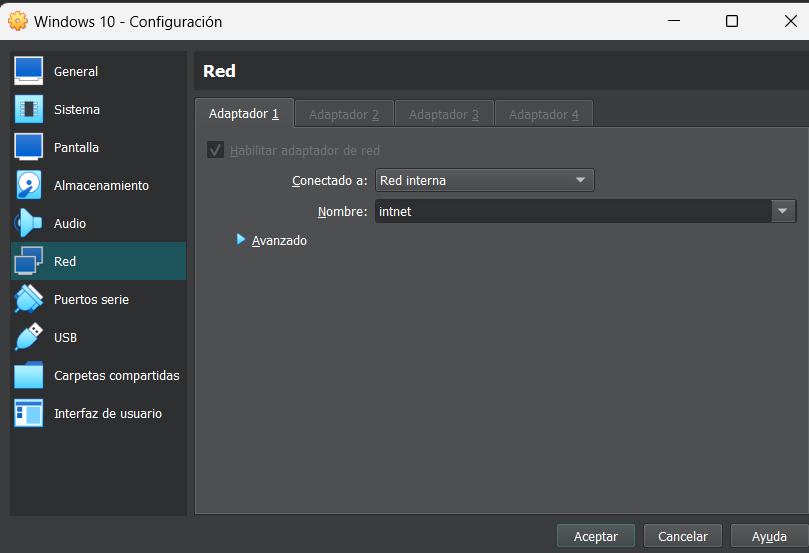 Windows 10 - Configuración
General
Sistema
Pantalla
Almacenamiento
Audio
Red
Puertos serie
USB
Carpetas compartidas
Interfaz de usuario
Red
Adaptador 1 Adaptador 2 Adaptador 3 Adaptador 4
Habilitar adaptador de red
Conectado a: Red interna
Nombre: intnet
Avanzado
Aceptar Cancelar Ayuda